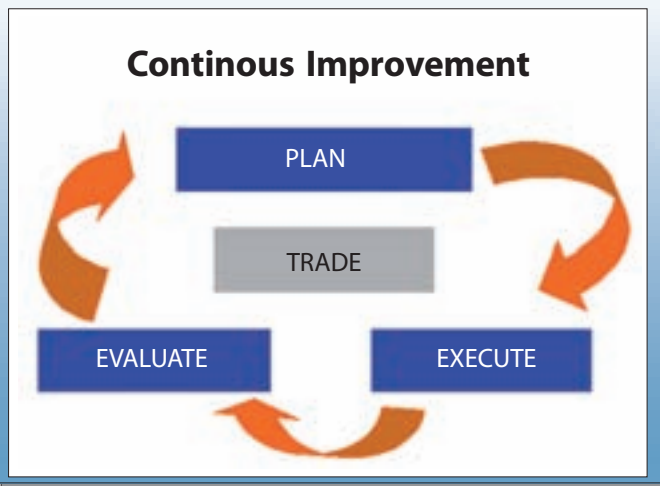 Continous Improvement
PLAN
TRADE
EVALUATE
EXECUTE